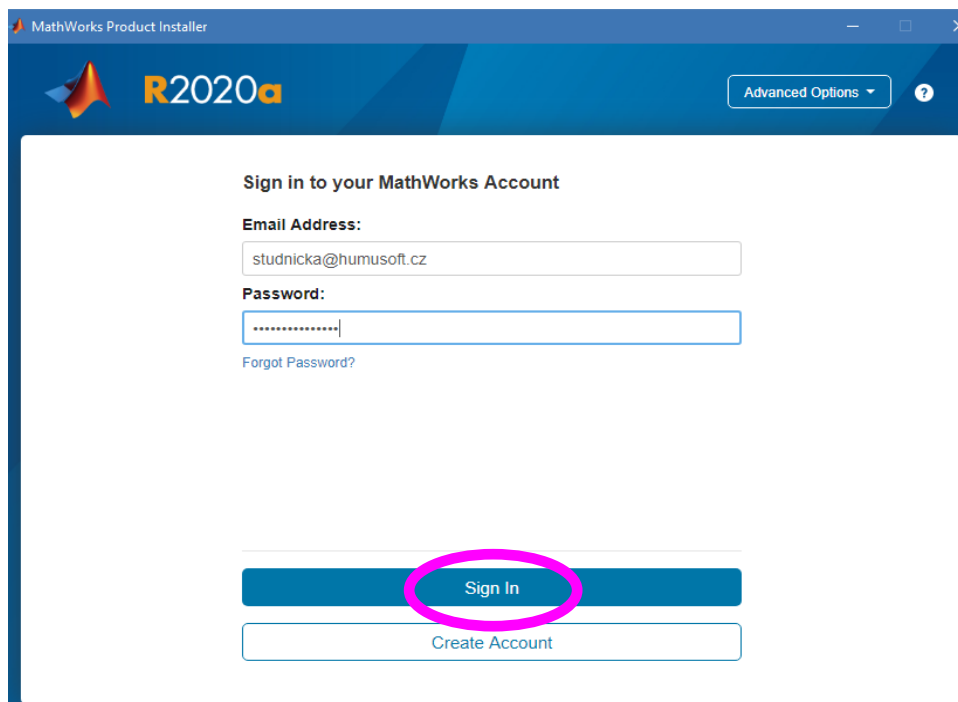 MathWorks Product Installer
R2020a
Advanced Options
?
Sign in to your MathWorks Account
Email Address:
studnicka@humusoft.cz
Password:
•••••••••••••••
Forgot Password?
Sign In
Create Account